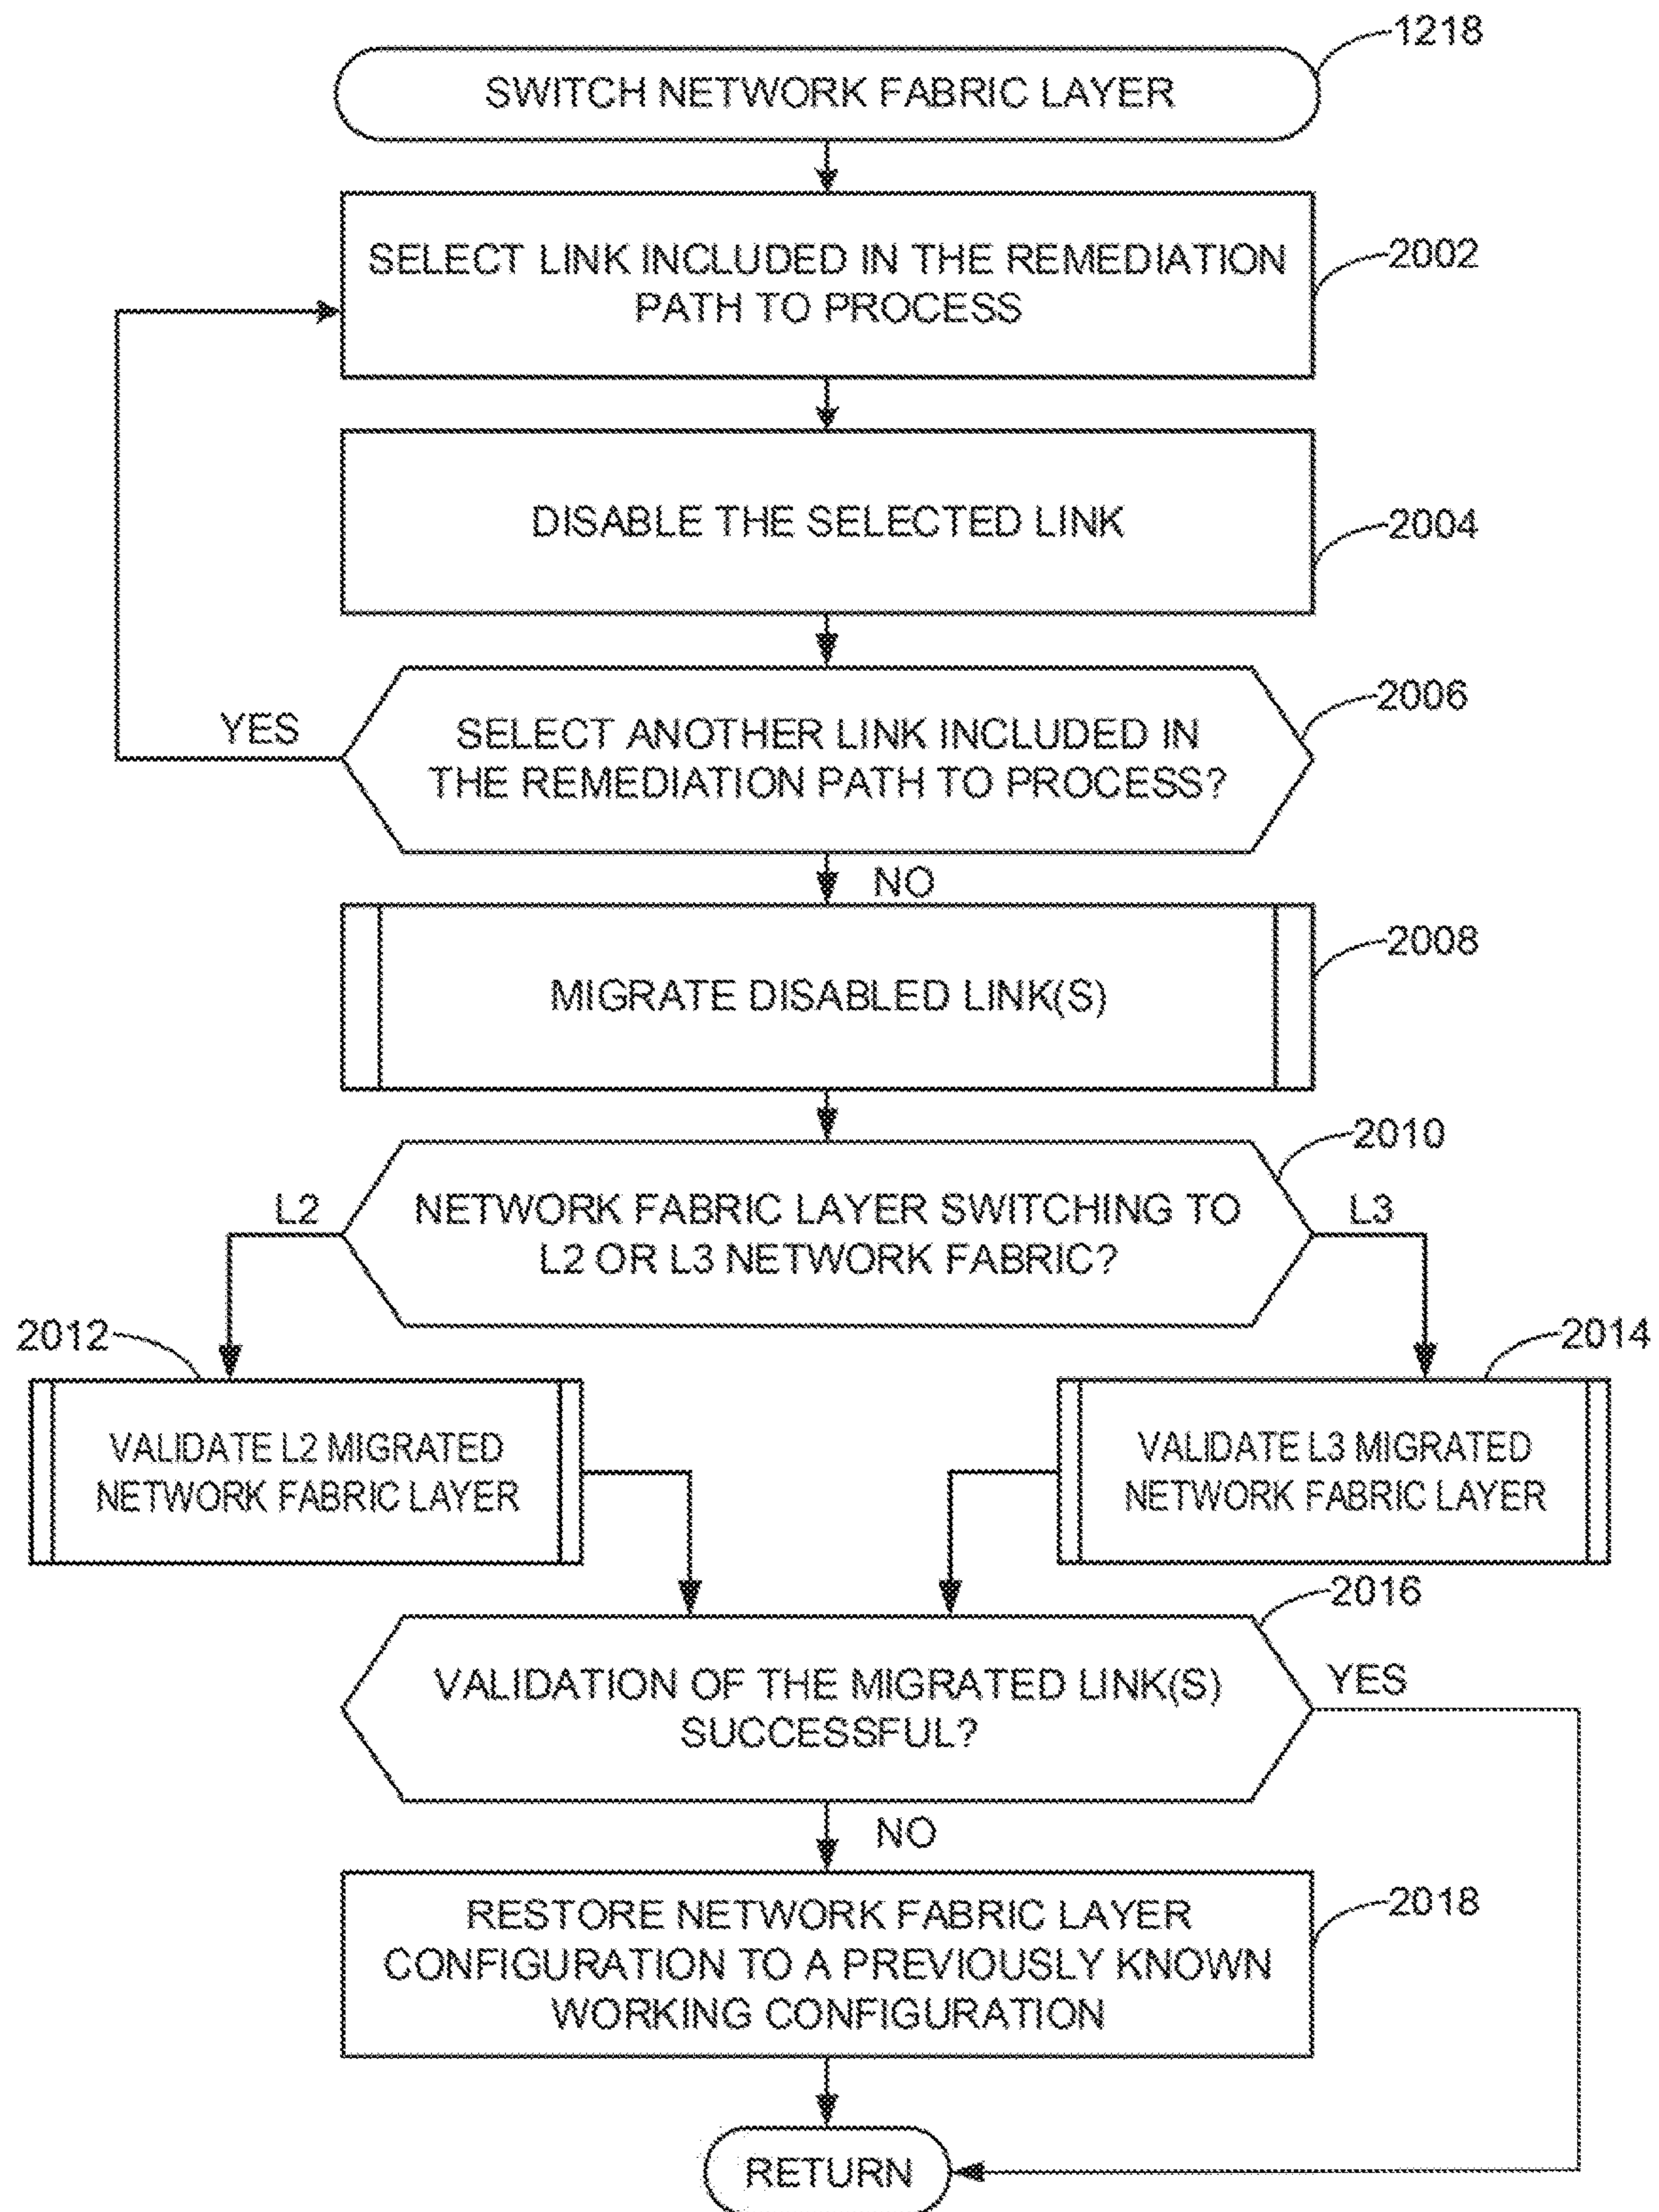 1218
SWITCH NETWORK FABRIC LAYER
SELECT LINK INCLUDED IN THE REMEDIATION
PATH TO PROCESS
2002
DISABLE THE SELECTED LINK
2004
2006
YES
SELECT ANOTHER LINK INCLUDED IN
THE REMEDIATION PATH TO PROCESS?
NO
2008
MIGRATE DISABLED LINK(S)
2010
L2
NETWORK FABRIC LAYER SWITCHING TO
L2 OR L3 NETWORK FABRIC?
L3
2012
2014
VALIDATE L2 MIGRATED
NETWORK FABRIC LAYER
VALIDATE L3 MIGRATED
NETWORK FABRIC LAYER
2016
VALIDATION OF THE MIGRATED LINK(S)
SUCCESSFUL?
YES
NO
2018
RESTORE NETWORK FABRIC LAYER
CONFIGURATION TO A PREVIOUSLY KNOWN
WORKING CONFIGURATION
RETURN